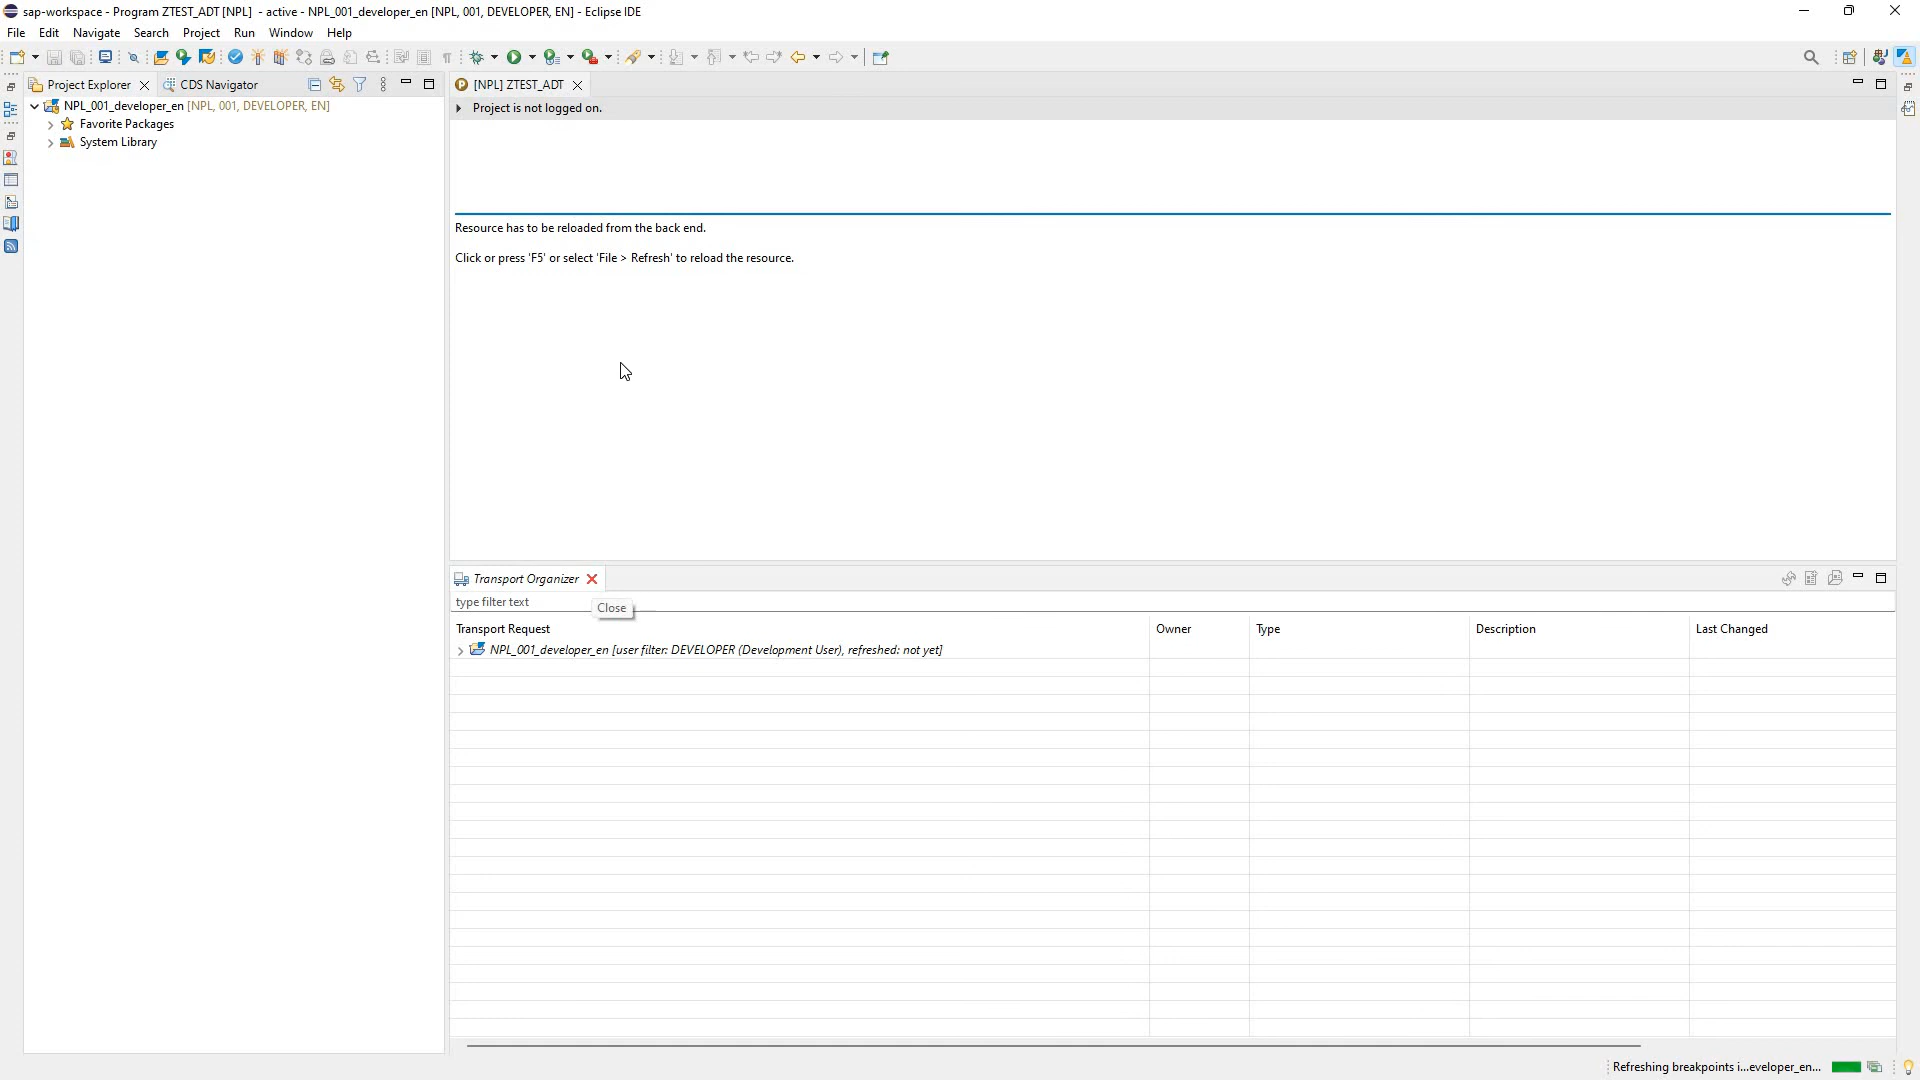 sap-workspace - Program ZTEST_ADT [NPL] - active - NPL_001_developer_en [NPL, 001, DEVELOPER, EN] - Eclipse IDE
File Edit Navigate Search Project Run Window Help
Project Explorer CDS Navigator
NPL_001_developer_en [NPL, 001, DEVELOPER, EN]
Favorite Packages
System Library
[NPL] ZTEST_ADT
Project is not logged on.
Resource has to be reloaded from the back end.
Click or press 'F5' or select 'File > Refresh' to reload the resource.
Transport Organizer
type filter text
Close
Transport Request Owner Type Description Last Changed
NPL_001_developer_en [user filter: DEVELOPER (Development User), refreshed: not yet]
Refreshing breakpoints i...eveloper_en...